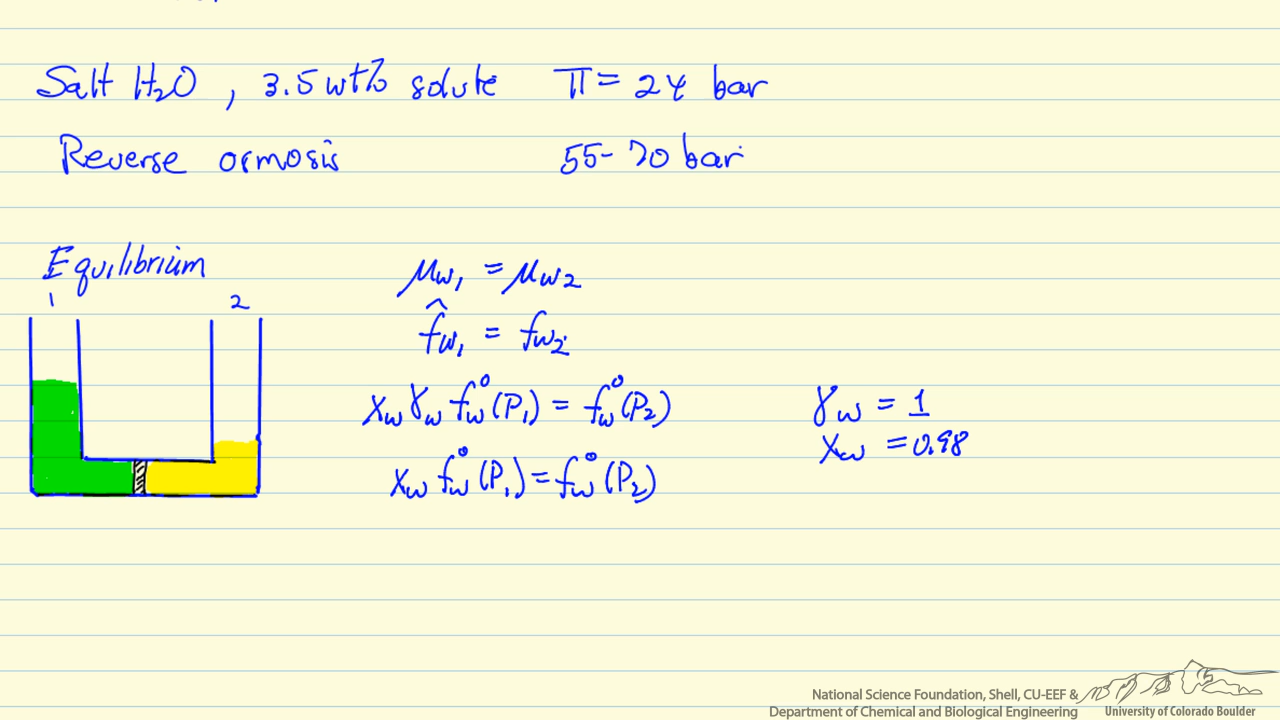 Salt H₂O , 3.5 wt% solute π = 24 bar
Reverse osmosis 55-70 bar
Equilibrium
1
2
μw₁ = μw₂
f̂w₁ = fw₂
xw γw fw°(P₁) = fw°(P₂)
γw = 1
xw = 0.98
xw fw°(P₁) = fw°(P₂)
National Science Foundation, Shell, CU-EEF &
Department of Chemical and Biological Engineering
University of Colorado Boulder